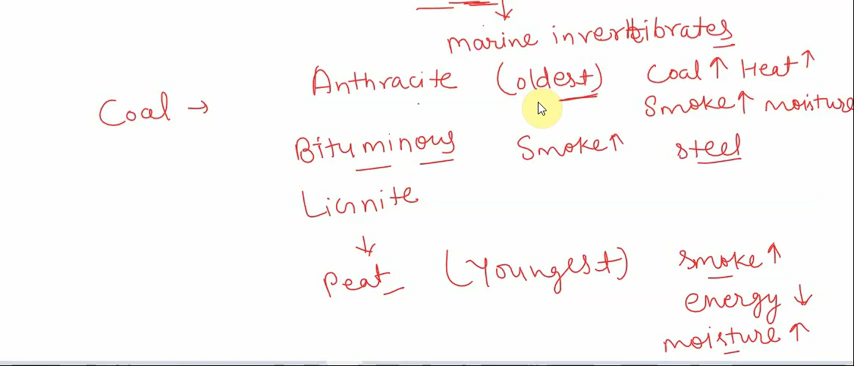 marine invertibrates
Anthracite (oldest) Coal ↑ Heat ↑
Smoke ↑ moisture
Coal →
Bituminous Smoke ↑ steel
Lignite
↓
Peat (Youngest) smoke ↑
energy ↓
moisture ↑